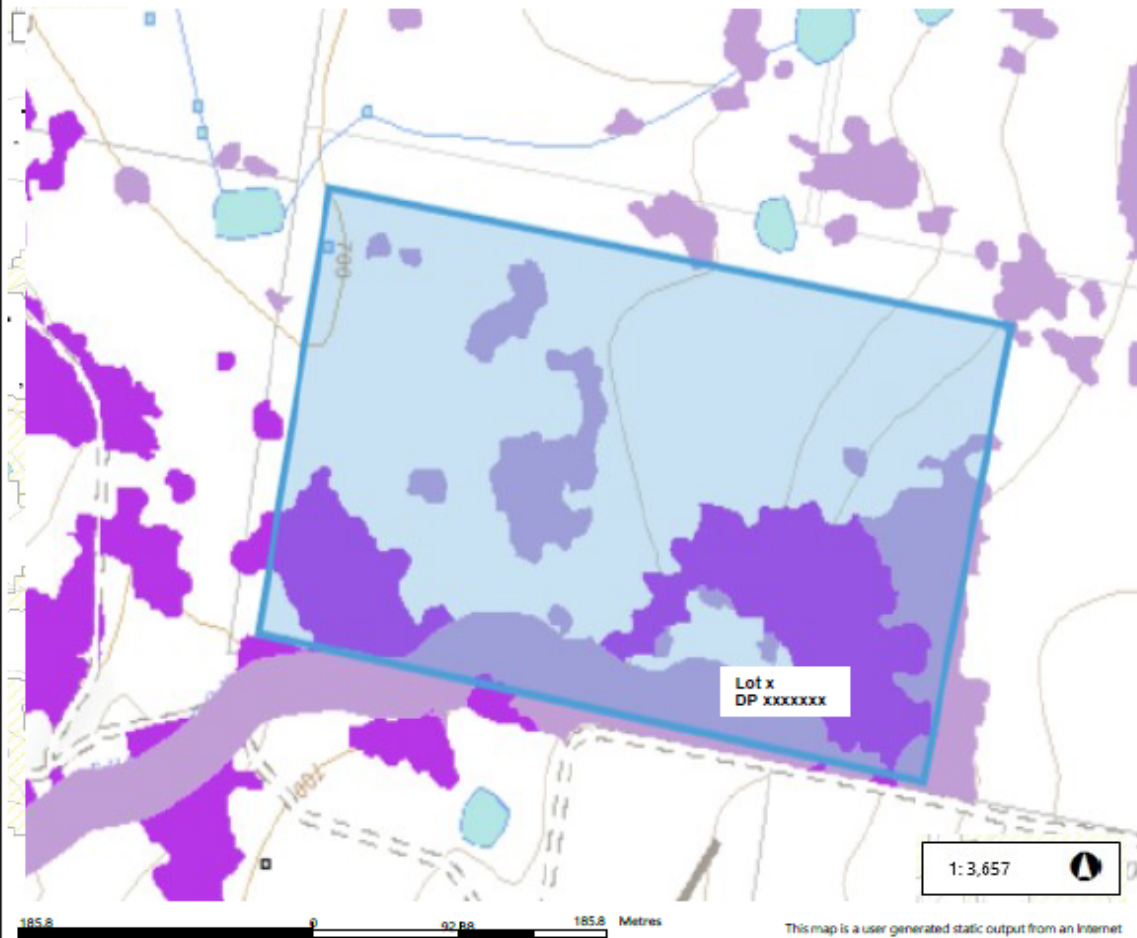 700
Lot x
DP xxxxxxx
700
1: 3,657
185.8 0 92.88 185.8 Metres
This map is a user generated static output from an Internet